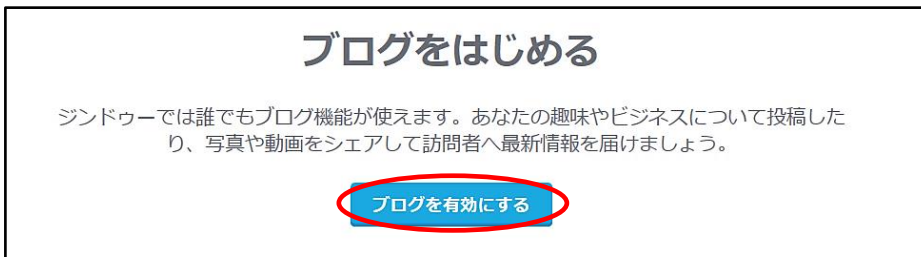 ブログをはじめる
ジンドゥーでは誰でもブログ機能が使えます。あなたの趣味やビジネスについて投稿した
り、写真や動画をシェアして訪問者へ最新情報を届けましょう。
ブログを有効にする